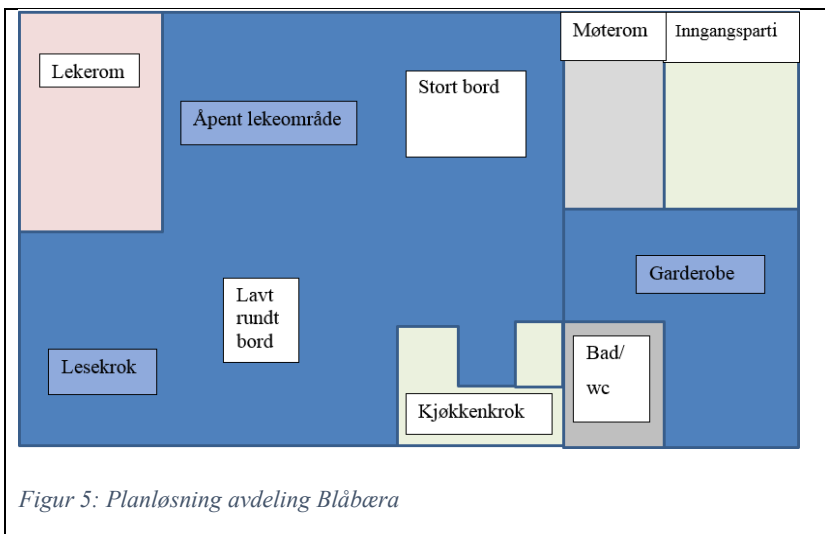 Møterom
Inngangsparti
Lekerom
Stort bord
Åpent lekeområde
Garderobe
Lavt
rundt
bord
Lesekrok
Bad/
wc
Kjøkkenkrok
Figur 5: Planløsning avdeling Blåbæra